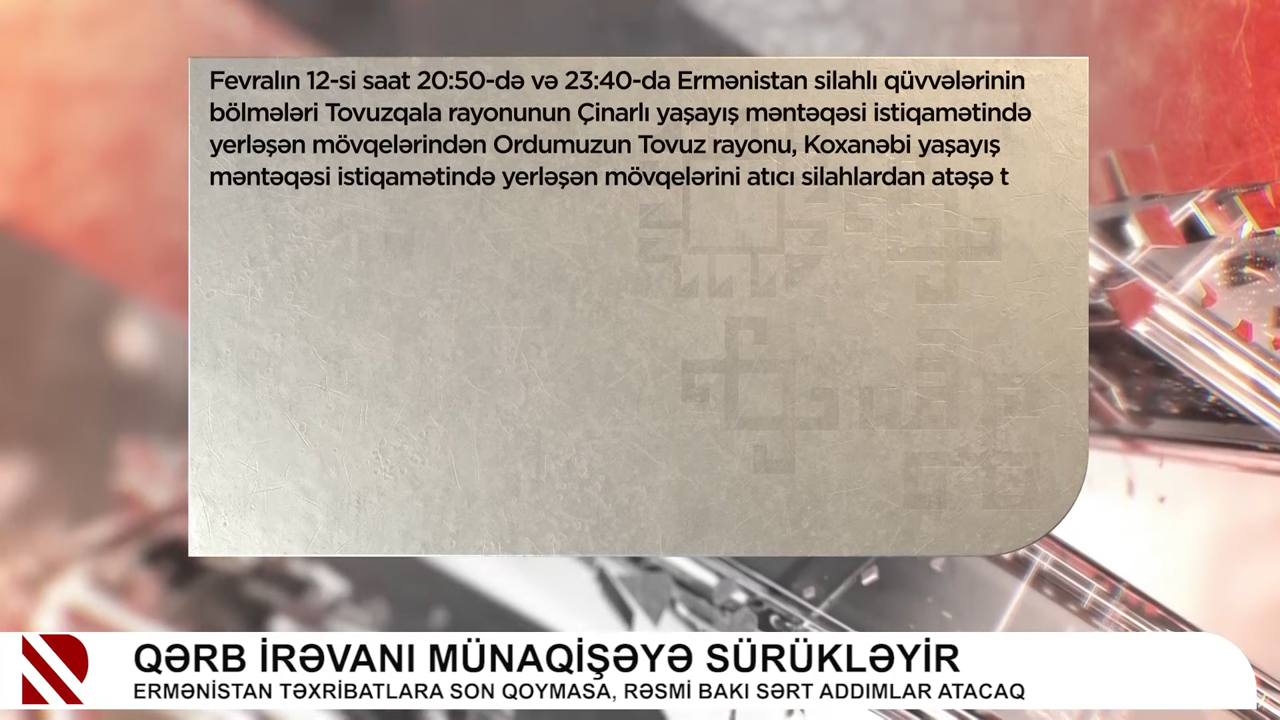 Fevralın 12-si saat 20:50-də və 23:40-da Ermənistan silahlı qüvvələrinin
bölmələri Tovuzqala rayonunun Çinarlı yaşayış məntəqəsi istiqamətində
yerləşən mövqelərindən Ordumuzun Tovuz rayonu, Koxanəbi yaşayış
məntəqəsi istiqamətində yerləşən mövqelərini atıcı silahlardan atəşə t
QƏRB İRƏVANI MÜNAQİŞƏYƏ SÜRÜKLƏYİR
ERMƏNİSTAN TƏXRİBATLARA SON QOYMASA, RƏSMİ BAKI SƏRT ADDIMLAR ATACAQ